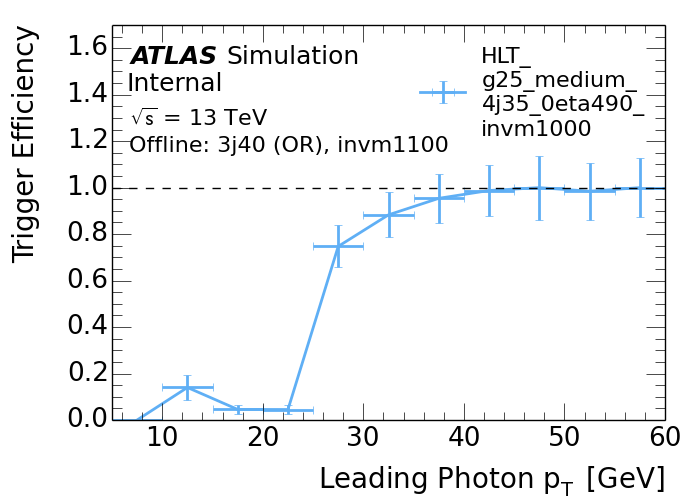 ATLAS Simulation
Internal
√s = 13 TeV
Offline: 3j40 (OR), invm1100
HLT_
g25_medium_
4j35_0eta490_
invm1000
Trigger Efficiency
1.6
1.4
1.2
1.0
0.8
0.6
0.4
0.2
0.0
10 20 30 40 50 60
Leading Photon pT [GeV]